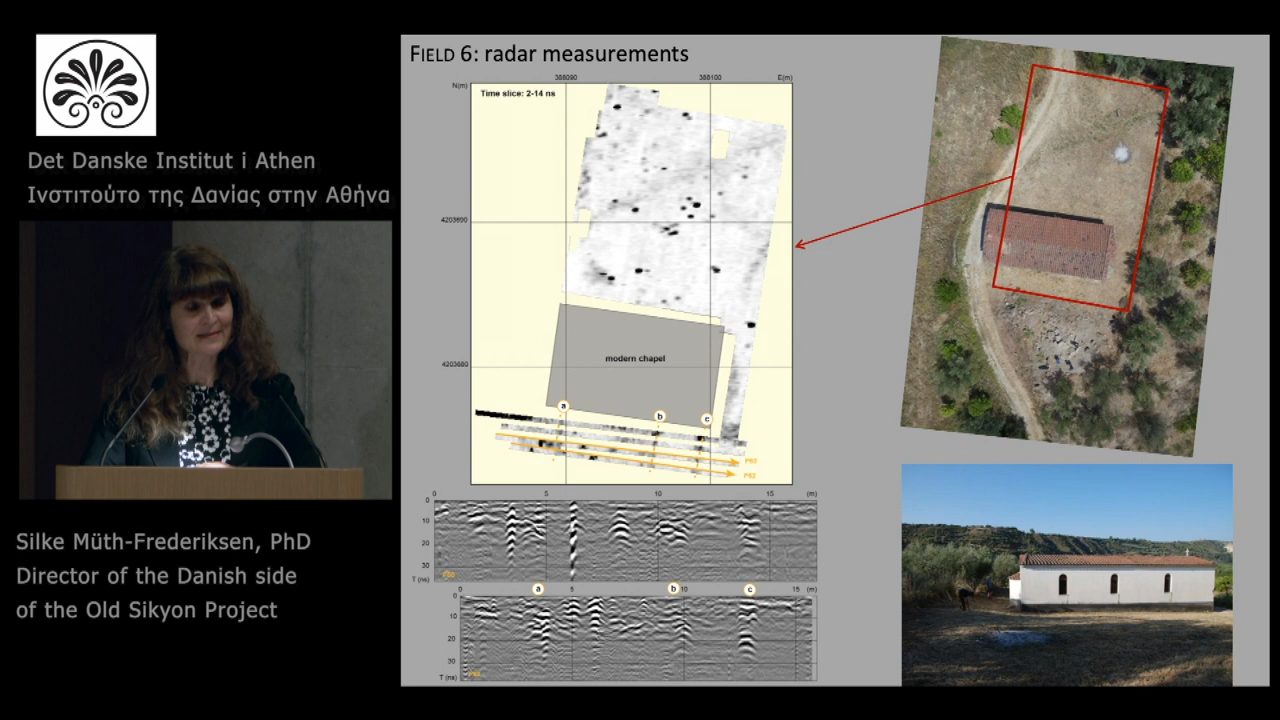 Det Danske Institut i Athen
Ινστιτούτο της Δανίας στην Αθήνα
Silke Müth-Frederiksen, PhD
Director of the Danish side
of the Old Sikyon Project
FIELD 6: radar measurements
N(m)
388090
388100
E(m)
Time slice: 2-14 ns
4203690
modern chapel
4203680
a
b
c
P60
P62
0
5
10
15
(m)
0
10
20
30
T (ns)
a
b
c
0
5
10
15
(m)
0
10
20
30
T (ns)